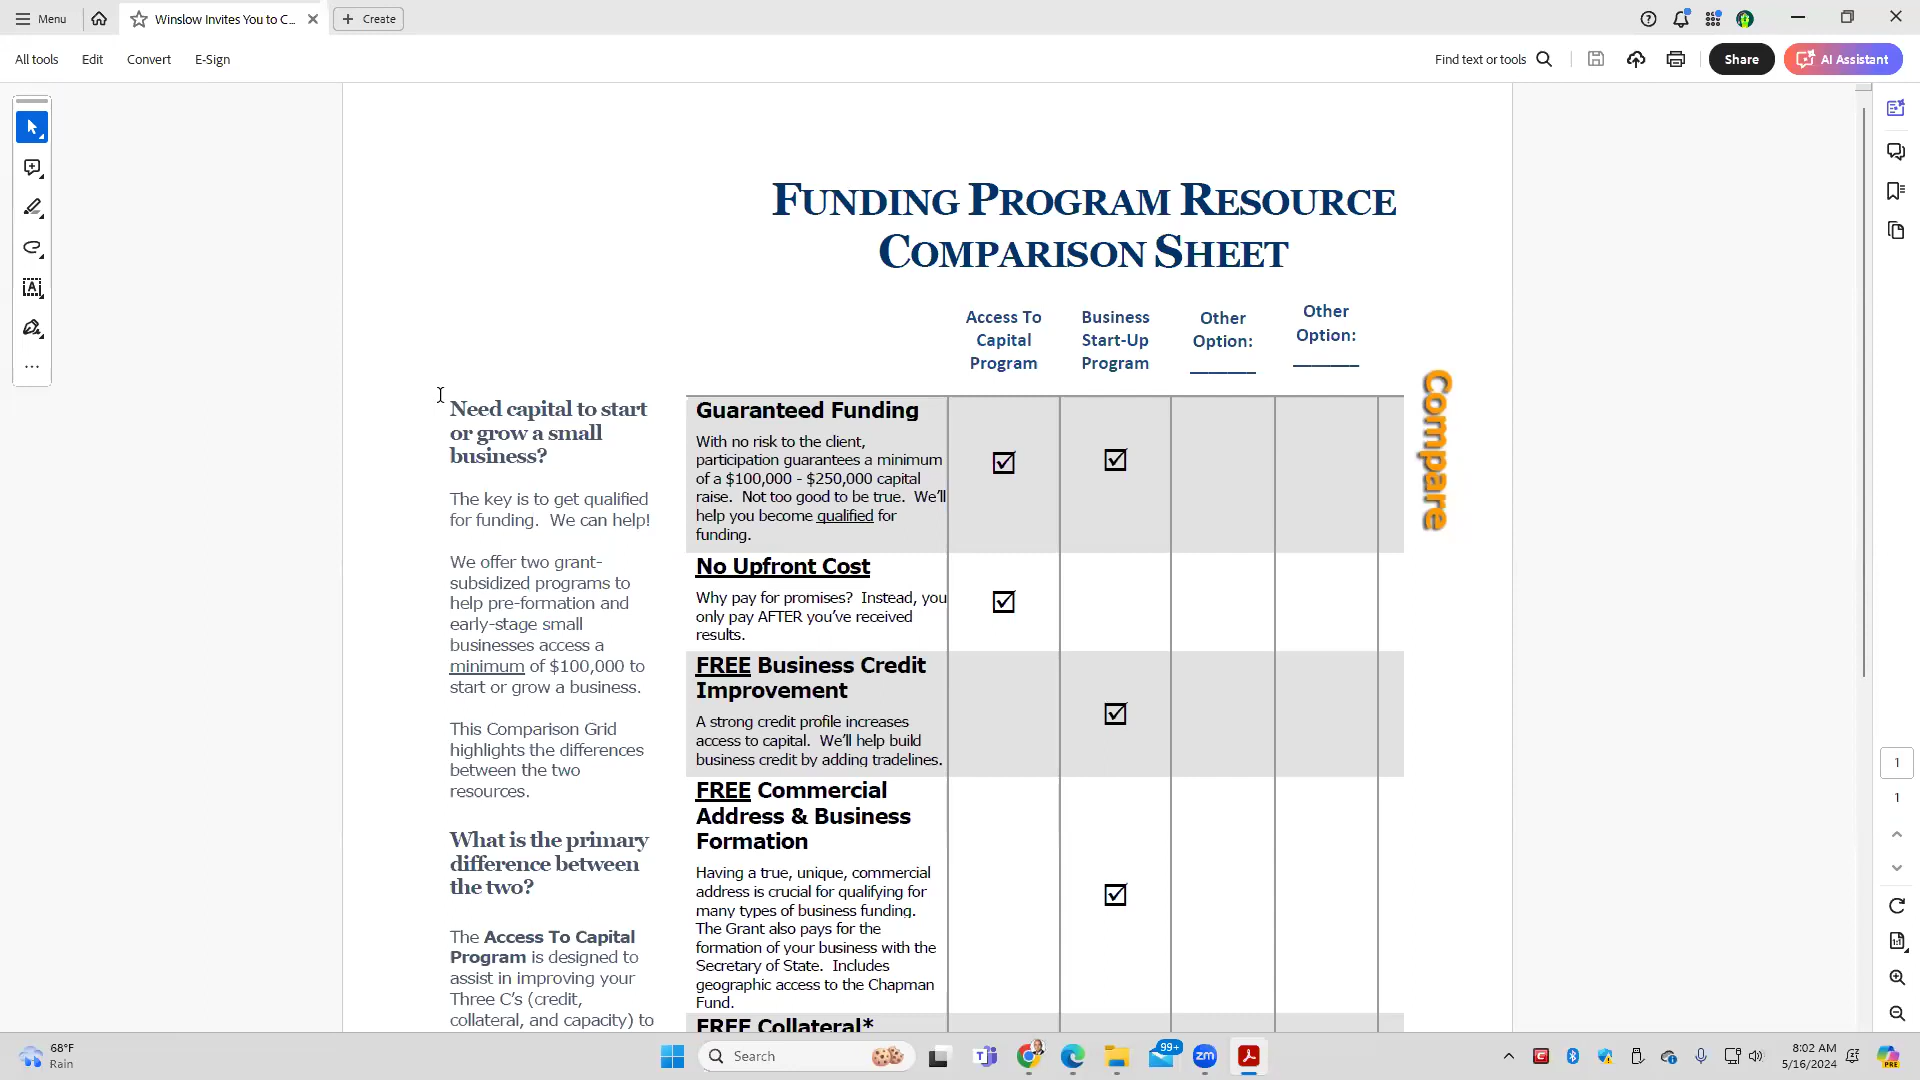 Menu
Winslow Invites You to C...
Create
All tools
Edit
Convert
E-Sign
Find text or tools
Share
AI Assistant
FUNDING PROGRAM RESOURCE
COMPARISON SHEET
Access To
Capital
Program
Business
Start-Up
Program
Other
Option:
_______
Other
Option:
_______
Compare
Need capital to start
or grow a small
business?
The key is to get qualified
for funding.  We can help!
We offer two grant-
subsidized programs to
help pre-formation and
early-stage small
businesses access a
minimum of $100,000 to
start or grow a business.
This Comparison Grid
highlights the differences
between the two
resources.
What is the primary
difference between
the two?
The Access To Capital
Program is designed to
assist in improving your
Three C's (credit,
collateral, and capacity) to
Guaranteed Funding
With no risk to the client,
participation guarantees a minimum
of a $100,000 - $250,000 capital
raise.  Not too good to be true.  We'll
help you become qualified for
funding.
No Upfront Cost
Why pay for promises?  Instead, you
only pay AFTER you've received
results.
FREE Business Credit
Improvement
A strong credit profile increases
access to capital.  We'll help build
business credit by adding tradelines.
FREE Commercial
Address & Business
Formation
Having a true, unique, commercial
address is crucial for qualifying for
many types of business funding.
The Grant also pays for the
formation of your business with the
Secretary of State.  Includes
geographic access to the Chapman
Fund.
FREE Collateral*
1
1
68°F
Rain
Search
99+
zm
8:02 AM
5/16/2024
PRE